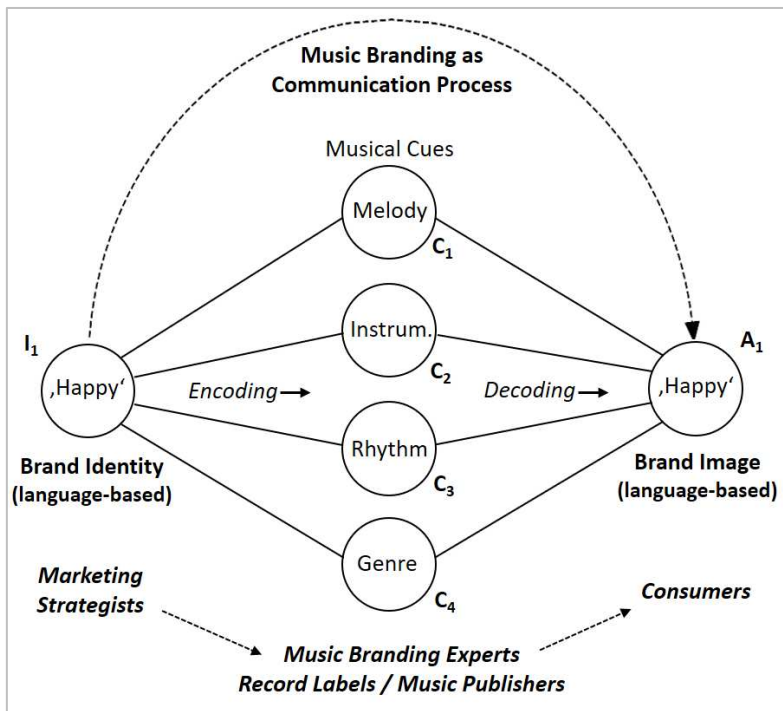 Music Branding as
Communication Process
Musical Cues
Melody
C₁
Instrum.
C₂
I₁
‚Happy‘
Encoding
Decoding
A₁
‚Happy‘
Rhythm
C₃
Brand Identity
(language-based)
Brand Image
(language-based)
Genre
C₄
Marketing
Strategists
Consumers
Music Branding Experts
Record Labels / Music Publishers